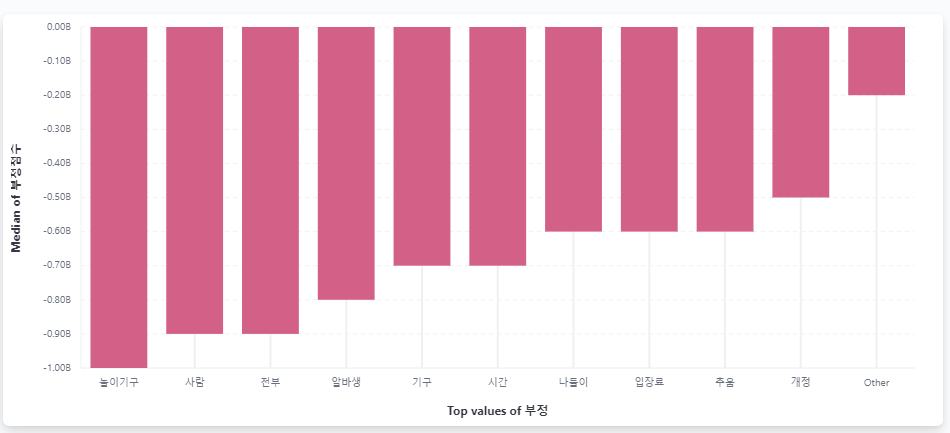 0.00B
-0.10B
-0.20B
-0.30B
-0.40B
-0.50B
-0.60B
-0.70B
-0.80B
-0.90B
-1.00B
Median of 부정점수
놀이기구 사람 전부 알바생 기구 시간 나들이 입장료 추움 개정 Other
Top values of 부정